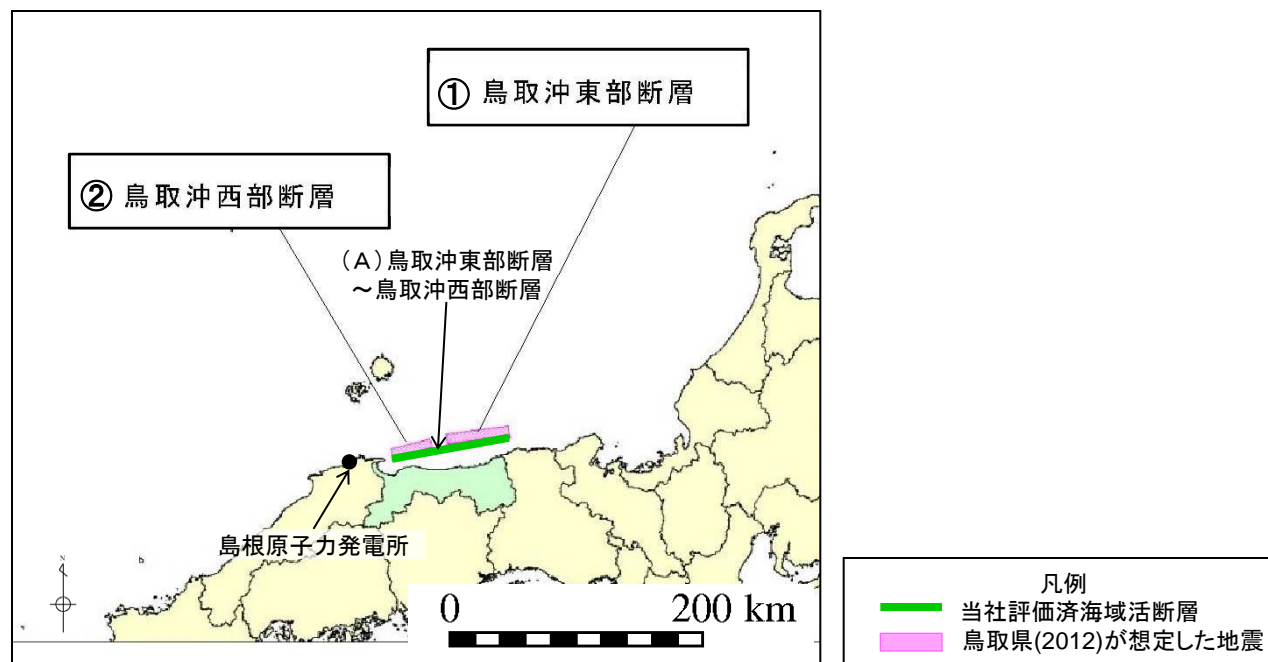 ① 鳥取沖東部断層
② 鳥取沖西部断層
（Ａ）鳥取沖東部断層
～鳥取沖西部断層
島根原子力発電所
N
0 200 km
凡例
当社評価済海域活断層
鳥取県(2012)が想定した地震